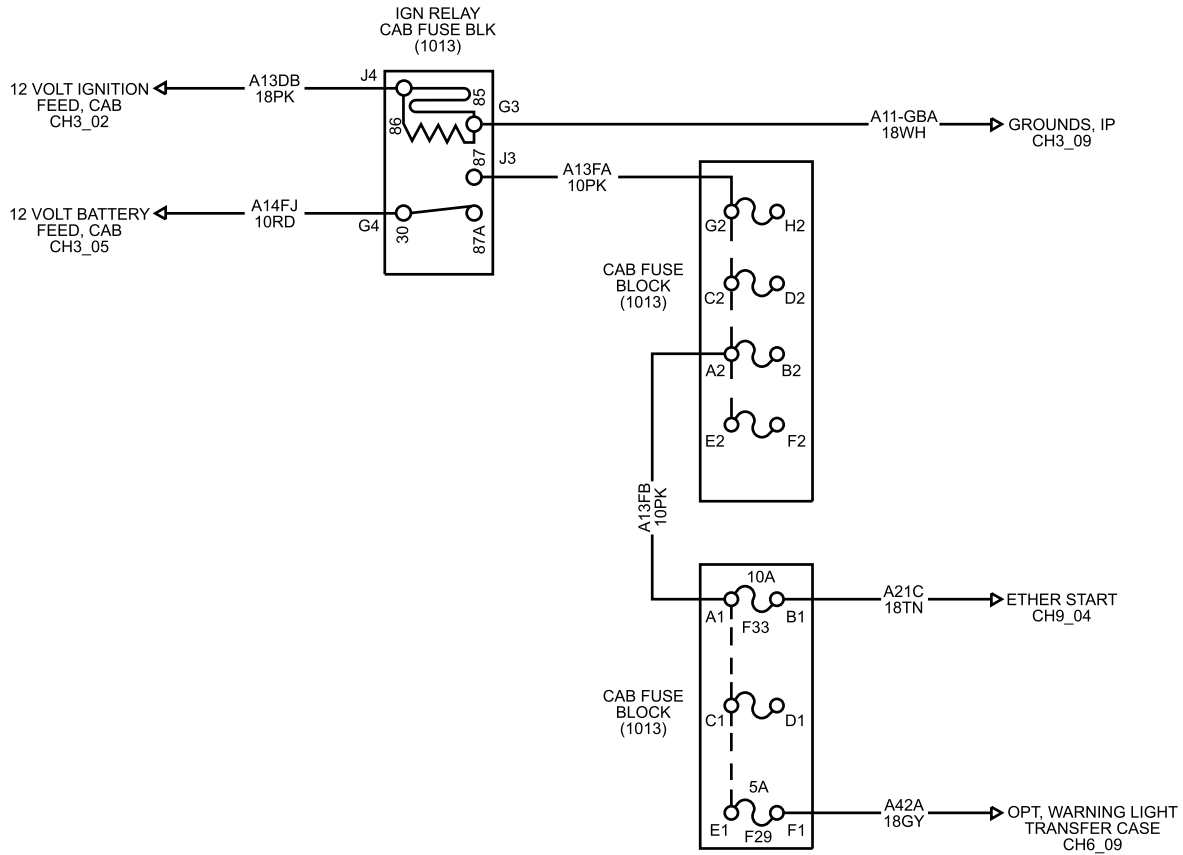 IGN RELAY
CAB FUSE BLK
(1013)
12 VOLT IGNITION
FEED, CAB
CH3_02
A13DB
18PK
J4
85
86
G3
A11-GBA
18WH
GROUNDS, IP
CH3_09
87
J3
A13FA
10PK
12 VOLT BATTERY
FEED, CAB
CH3_05
A14FJ
10RD
G4
30
87A
G2
H2
CAB FUSE
BLOCK
(1013)
C2
D2
A2
B2
E2
F2
A13FB
10PK
10A
A1
F33
B1
A21C
18TN
ETHER START
CH9_04
CAB FUSE
BLOCK
(1013)
C1
D1
5A
E1
F29
F1
A42A
18GY
OPT, WARNING LIGHT
TRANSFER CASE
CH6_09